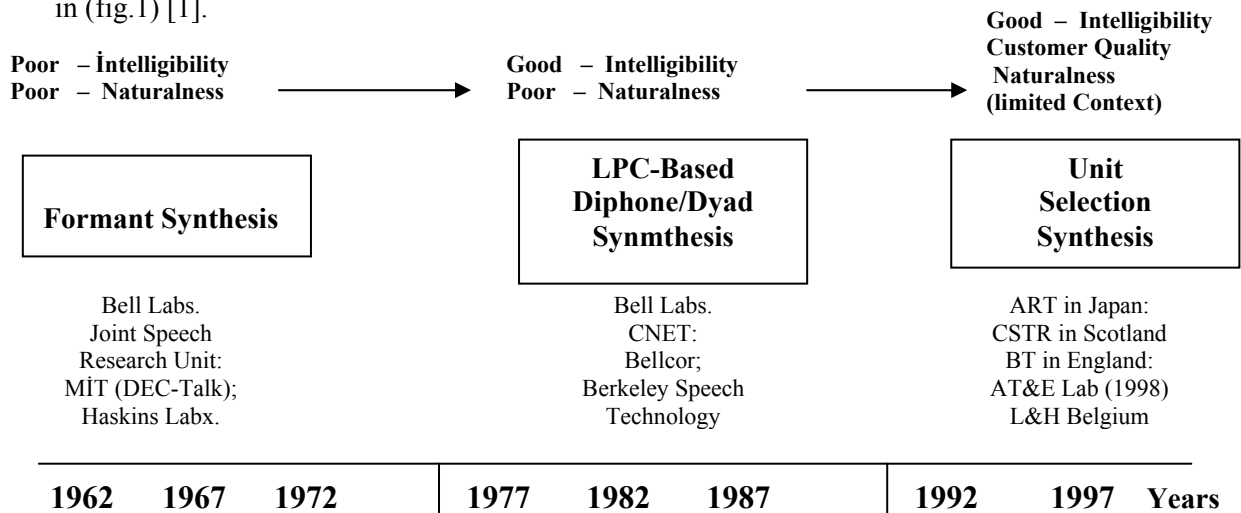 in (fig.1) [1].
Poor – İntelligibility
Poor – Naturalness
Good – Intelligibility
Poor – Naturalness
Good – Intelligibility
Customer Quality
Naturalness
(limited Context)
Formant Synthesis
LPC-Based
Diphone/Dyad
Synmthesis
Unit
Selection
Synthesis
Bell Labs.
Joint Speech
Research Unit:
MİT (DEC-Talk);
Haskins Labx.
Bell Labs.
CNET:
Bellcor;
Berkeley Speech
Technology
ART in Japan:
CSTR in Scotland
BT in England:
AT&E Lab (1998)
L&H Belgium
1962 1967 1972 1977 1982 1987 1992 1997 Years